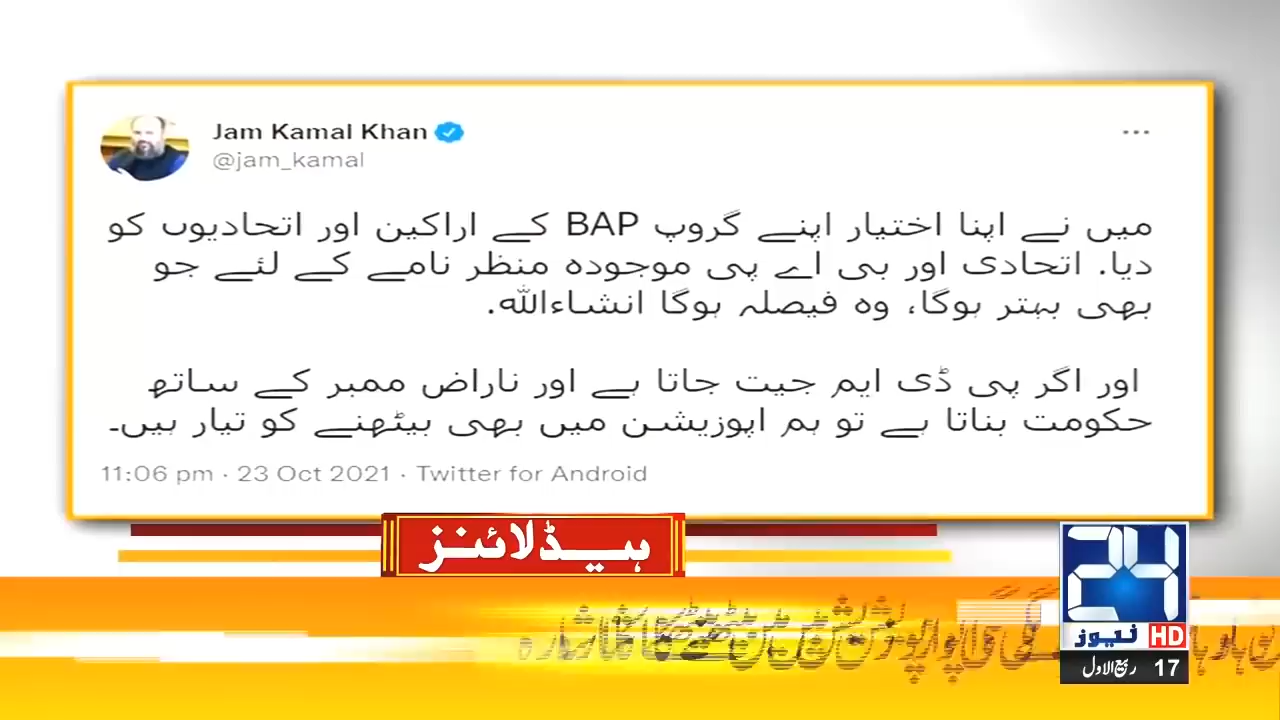 Jam Kamal Khan
@jam_kamal
میں نے اپنا اختیار اپنے گروپ BAP کے اراکین اور اتحادیوں کو
دیا. اتحادی اور بی اے پی موجودہ منظر نامے کے لئے جو
بھی بہتر ہوگا، وہ فیصلہ ہوگا انشاءاللہ.
اور اگر پی ڈی ایم جیت جاتا ہے اور ناراض ممبر کے ساتھ
حکومت بناتا ہے تو ہم اپوزیشن میں بھی بیٹھنے کو تیار ہیں۔
11:06 pm · 23 Oct 2021 · Twitter for Android
ہیڈلائنز
24
نیوز HD
17 ربیع الاول